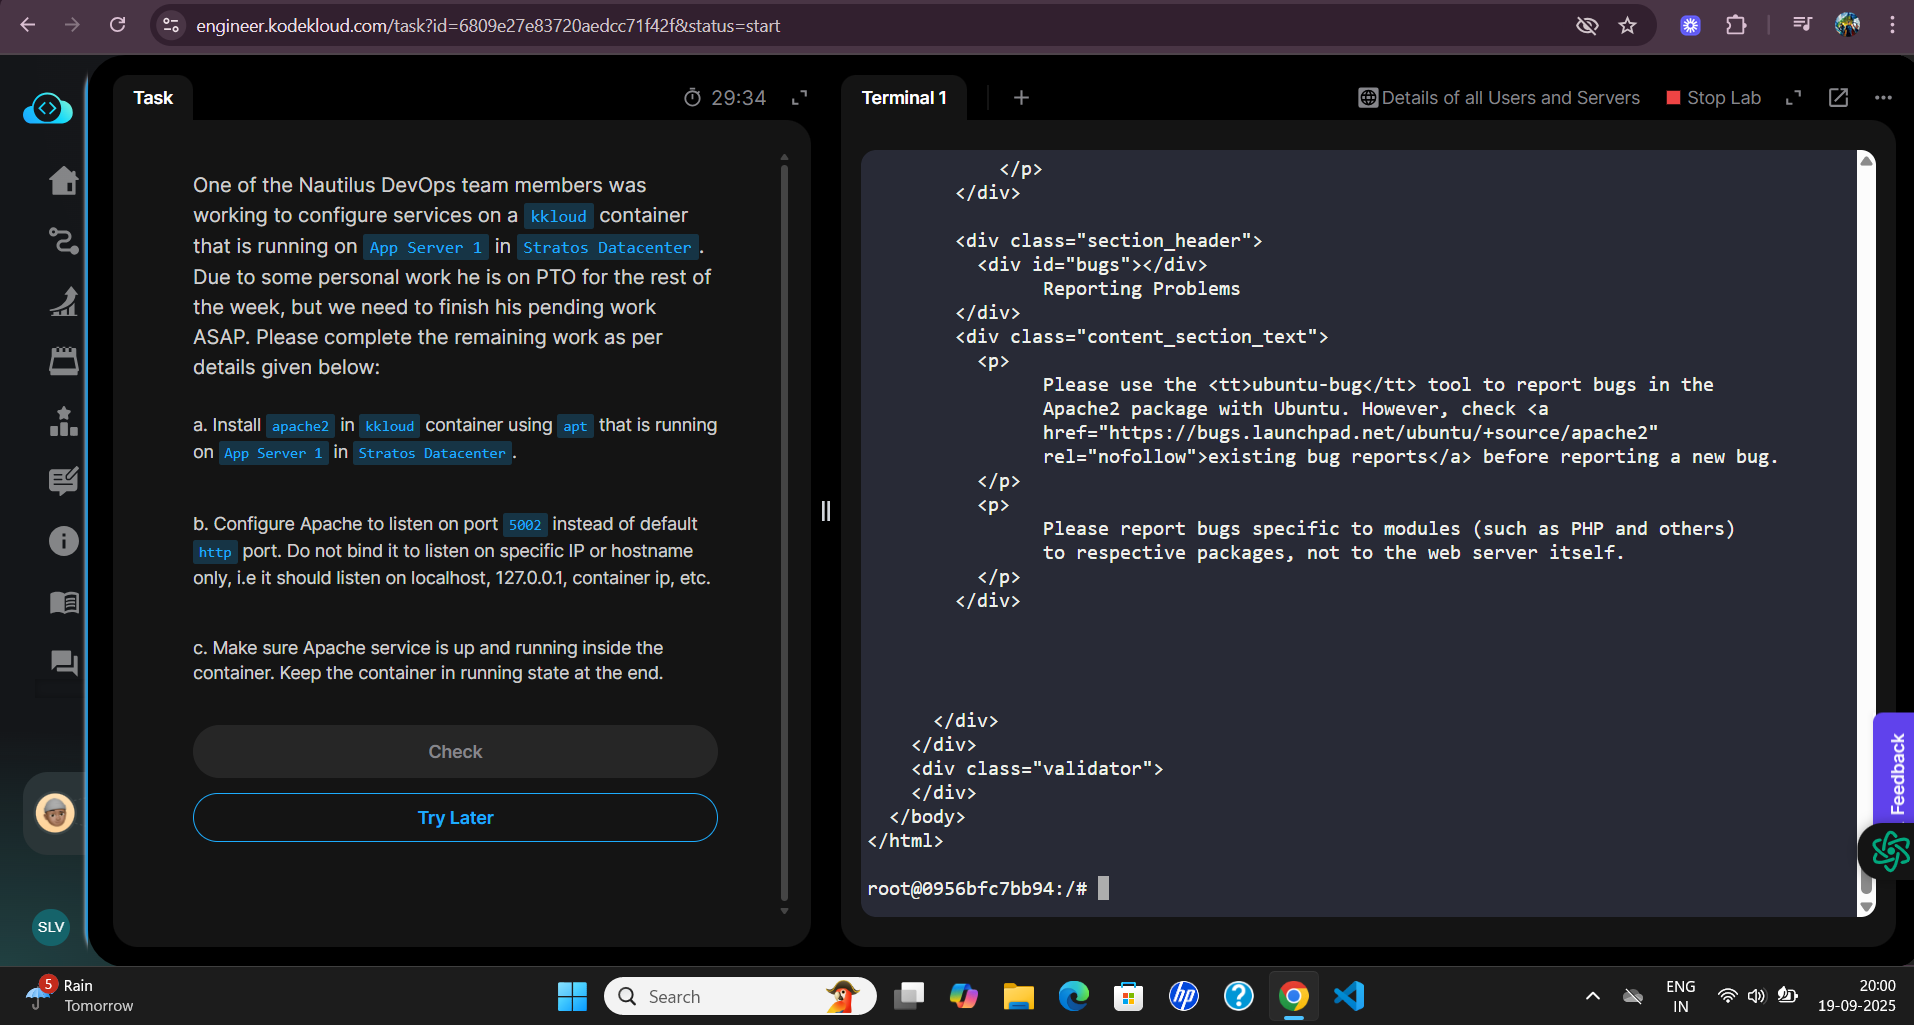 engineer.kodekloud.com/task?id=6809e27e83720aedcc71f42f&status=start
Task
29:34
One of the Nautilus DevOps team members was
working to configure services on a kkloud container
that is running on App Server 1 in Stratos Datacenter.
Due to some personal work he is on PTO for the rest of
the week, but we need to finish his pending work
ASAP. Please complete the remaining work as per
details given below:
a. Install apache2 in kkloud container using apt that is running
on App Server 1 in Stratos Datacenter.
b. Configure Apache to listen on port 5002 instead of default
http port. Do not bind it to listen on specific IP or hostname
only, i.e it should listen on localhost, 127.0.0.1, container ip, etc.
c. Make sure Apache service is up and running inside the
container. Keep the container in running state at the end.
Check
Try Later
SLV
Terminal 1
Details of all Users and Servers
Stop Lab
</p>
</div>
<div class="section_header">
<div id="bugs"></div>
Reporting Problems
</div>
<div class="content_section_text">
<p>
Please use the <tt>ubuntu-bug</tt> tool to report bugs in the
Apache2 package with Ubuntu. However, check <a
href="https://bugs.launchpad.net/ubuntu/+source/apache2"
rel="nofollow">existing bug reports</a> before reporting a new bug.
</p>
<p>
Please report bugs specific to modules (such as PHP and others)
to respective packages, not to the web server itself.
</p>
</div>
</div>
</div>
<div class="validator">
</div>
</body>
</html>
root@0956bfc7bb94:/#
Feedback
5
Rain
Tomorrow
Search
hp
ENG
IN
20:00
19-09-2025